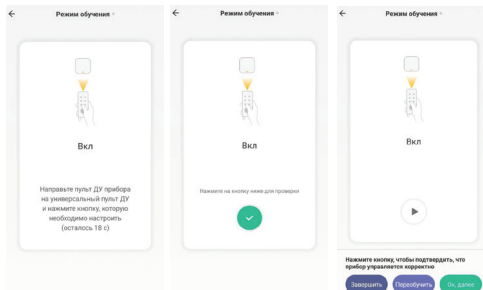 Режим обучения
Вкл
Направьте пульт ДУ прибора
на универсальный пульт ДУ
и нажмите кнопку, которую
необходимо настроить
(осталось 18 с)
Режим обучения
Вкл
Нажмите на кнопку ниже для проверки
Режим обучения
Вкл
Нажмите кнопку, чтобы подтвердить, что
прибор управляется корректно
Завершить Переобучить Ок, далее